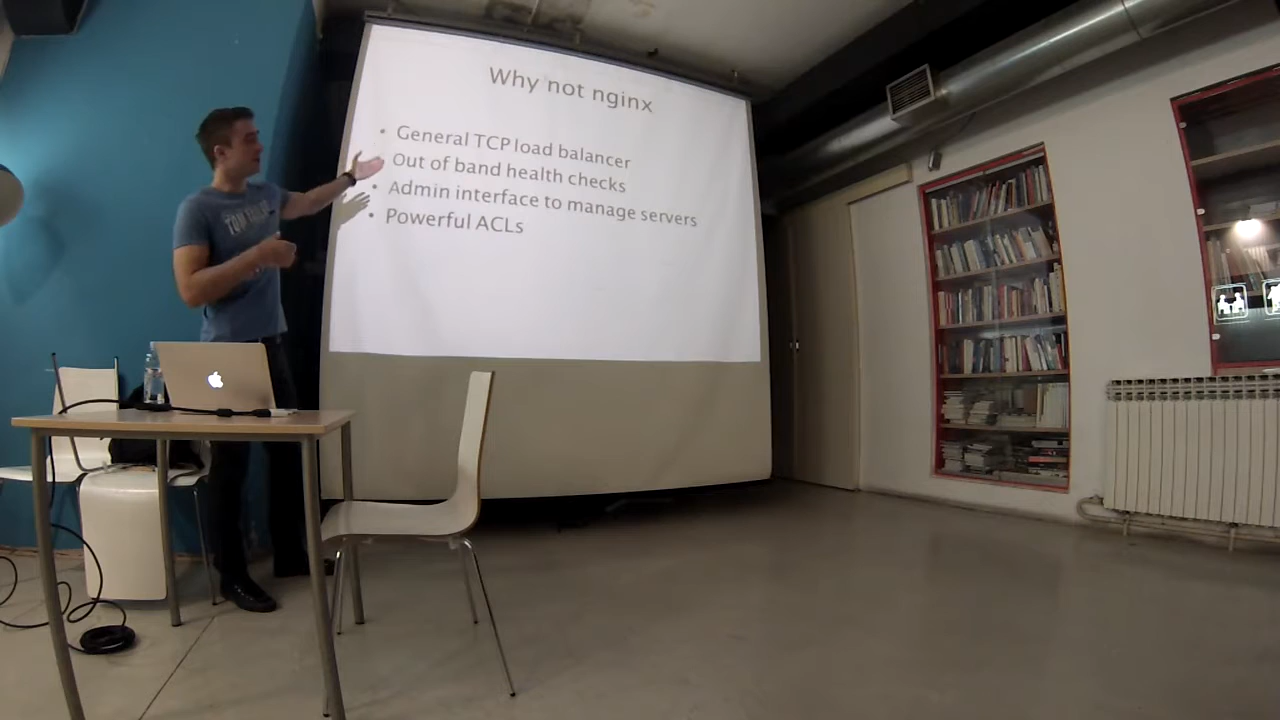 Why not nginx
• General TCP load balancer
• Out of band health checks
• Admin interface to manage servers
• Powerful ACLs